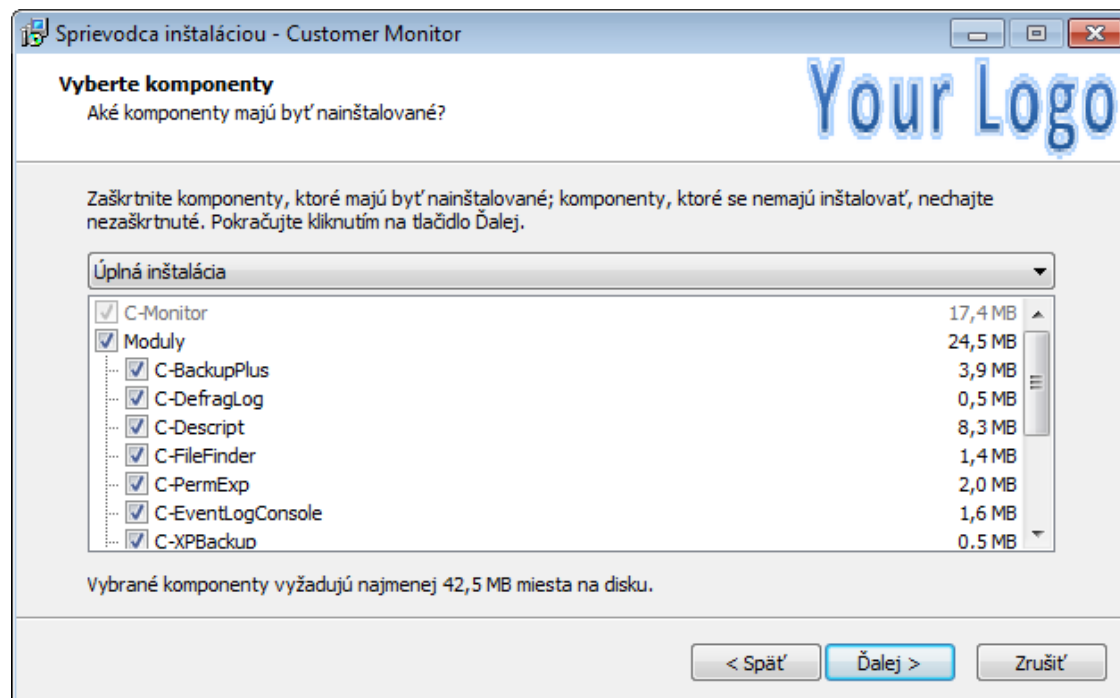 Sprievodca inštaláciou - Customer Monitor
Vyberte komponenty
Aké komponenty majú byť nainštalované?
Your Logo
Zaškrtnite komponenty, ktoré majú byť nainštalované; komponenty, ktoré se nemajú inštalovať, nechajte
nezaškrtnuté. Pokračujte kliknutím na tlačidlo Ďalej.
Úplná inštalácia
C-Monitor 17,4 MB
Moduly 24,5 MB
C-BackupPlus 3,9 MB
C-DefragLog 0,5 MB
C-Descript 8,3 MB
C-FileFinder 1,4 MB
C-PermExp 2,0 MB
C-EventLogConsole 1,6 MB
C-XPBackup 0,5 MB
Vybrané komponenty vyžadujú najmenej 42,5 MB miesta na disku.
< Späť Ďalej > Zrušiť